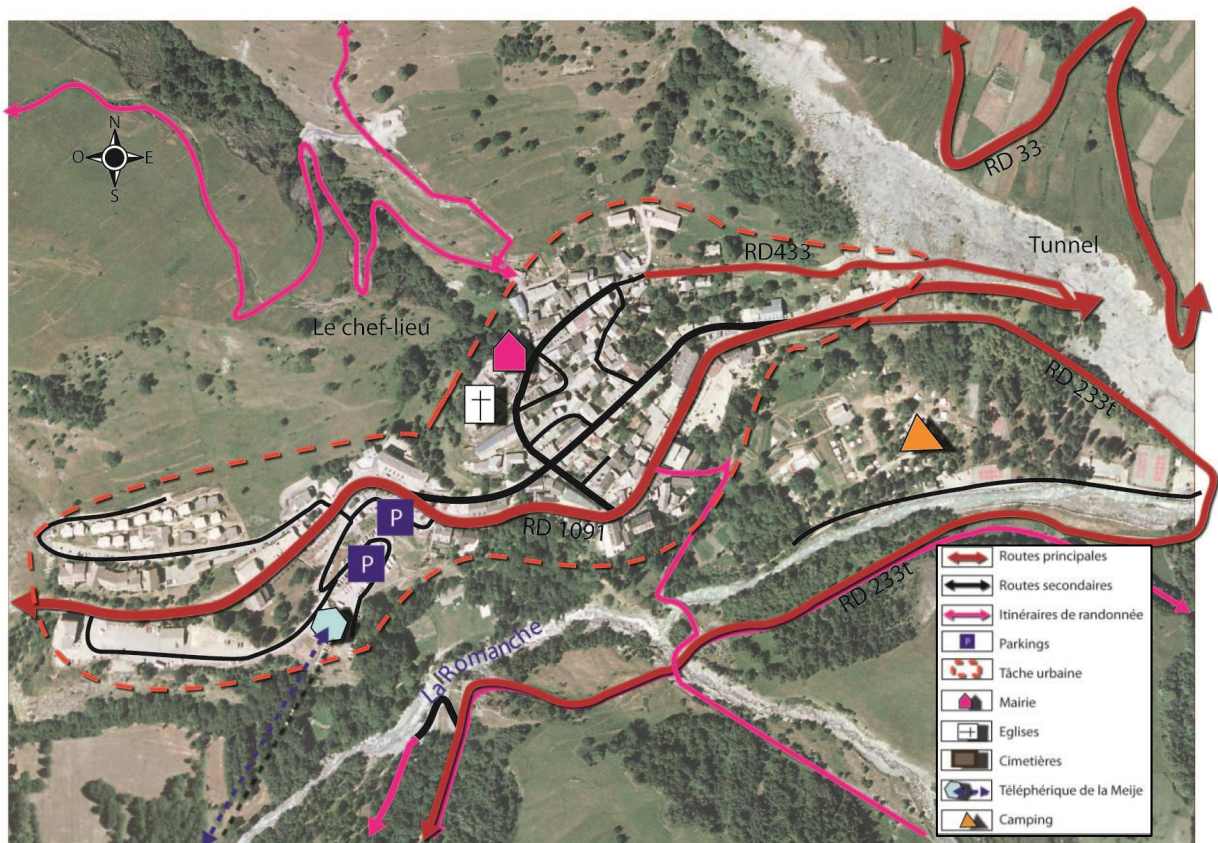 N
O
E
S
RD 33
Tunnel
RD433
Le chef-lieu
RD 233t
P
RD 1091
P
RD 233t
La Romanche
Routes principales
Routes secondaires
Itinéraires de randonnée
P
Parkings
Tâche urbaine
Mairie
Eglises
Cimetières
Téléphérique de la Meije
Camping